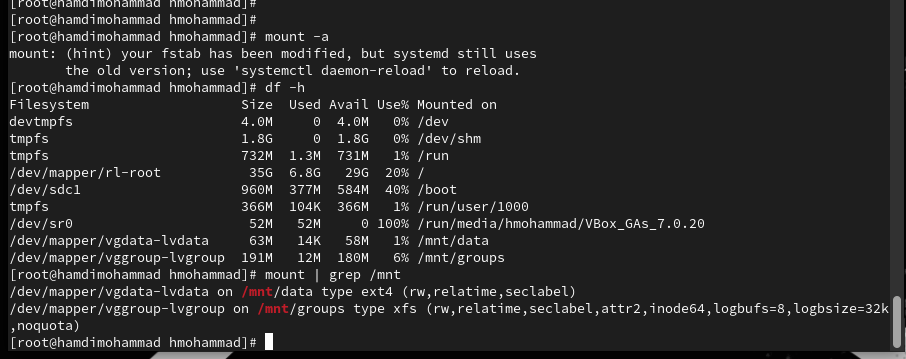 [root@hamdimohammad hmohammad]#
[root@hamdimohammad hmohammad]#
[root@hamdimohammad hmohammad]# mount -a
mount: (hint) your fstab has been modified, but systemd still uses
       the old version; use 'systemctl daemon-reload' to reload.
[root@hamdimohammad hmohammad]# df -h
Filesystem                   Size  Used Avail Use% Mounted on
devtmpfs                     4.0M     0  4.0M   0% /dev
tmpfs                        1.8G     0  1.8G   0% /dev/shm
tmpfs                        732M  1.3M  731M   1% /run
/dev/mapper/rl-root           35G  6.8G   29G  20% /
/dev/sdc1                    960M  377M  584M  40% /boot
tmpfs                        366M  104K  366M   1% /run/user/1000
/dev/sr0                      52M   52M     0 100% /run/media/hmohammad/VBox_GAs_7.0.20
/dev/mapper/vgdata-lvdata     63M   14K   58M   1% /mnt/data
/dev/mapper/vggroup-lvgroup  191M   12M  180M   6% /mnt/groups
[root@hamdimohammad hmohammad]# mount | grep /mnt
/dev/mapper/vgdata-lvdata on /mnt/data type ext4 (rw,relatime,seclabel)
/dev/mapper/vggroup-lvgroup on /mnt/groups type xfs (rw,relatime,seclabel,attr2,inode64,logbufs=8,logbsize=32k
,noquota)
[root@hamdimohammad hmohammad]#